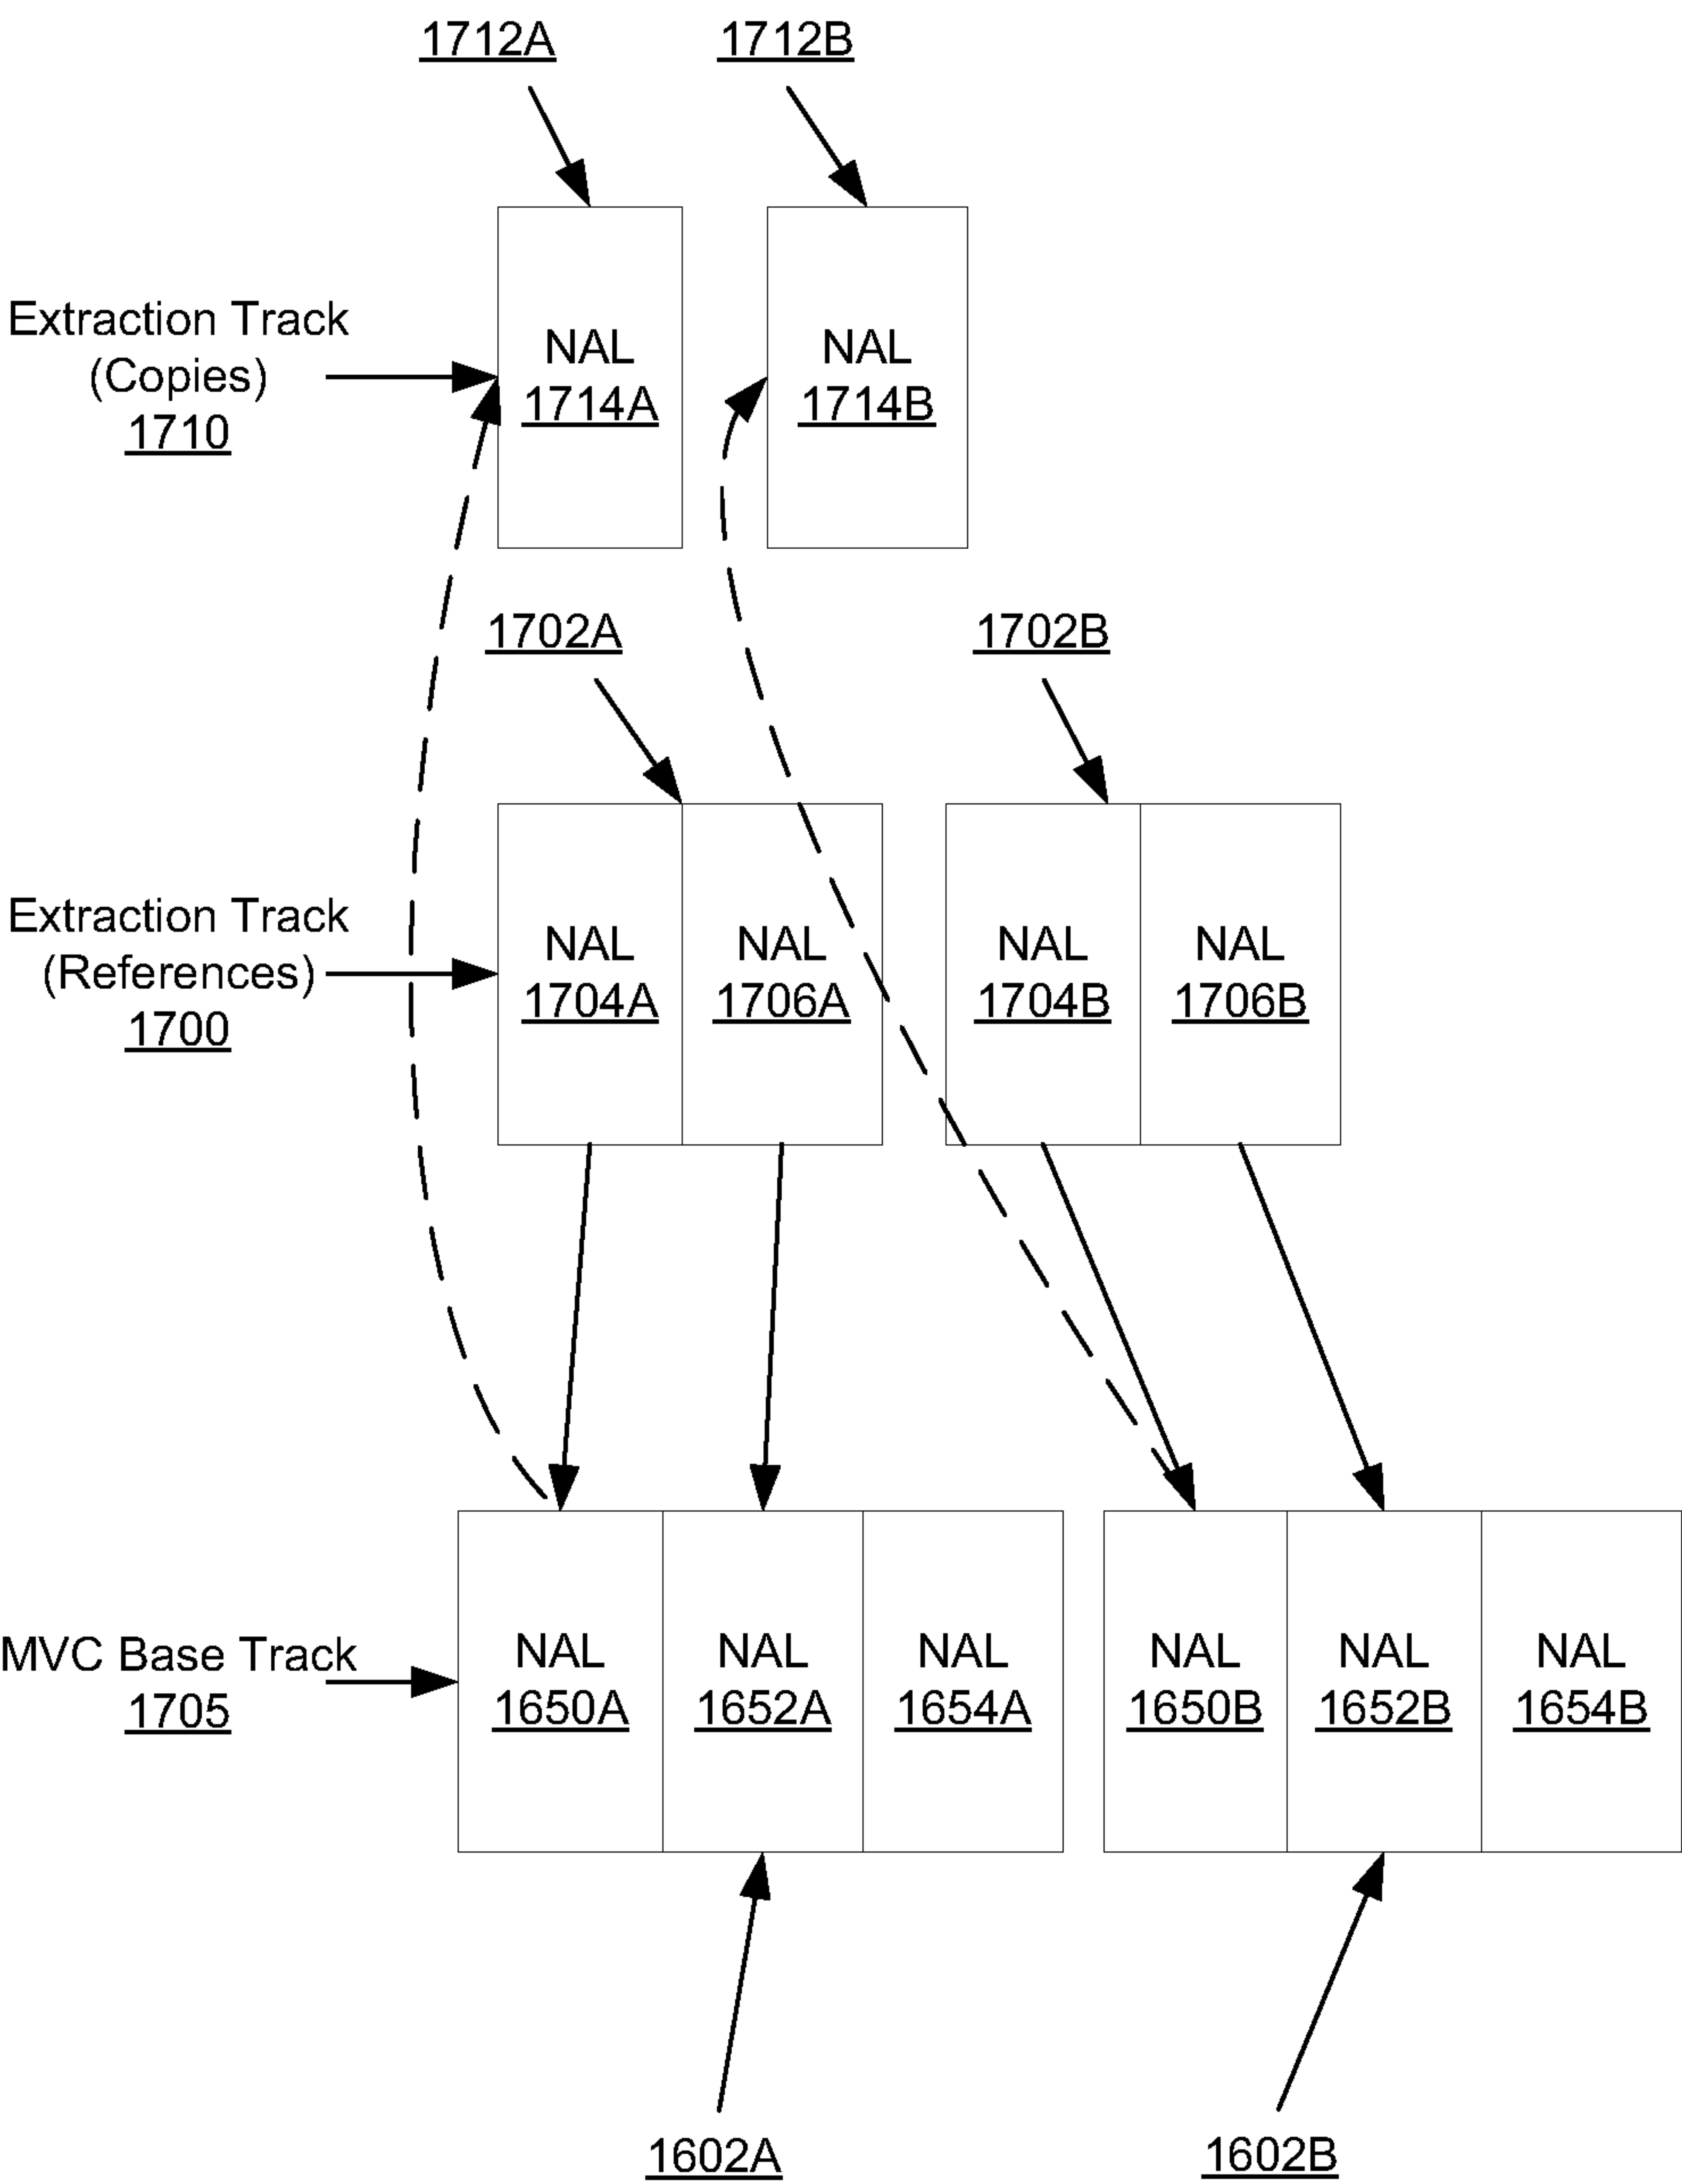 1712A
1712B
Extraction Track
(Copies)
1710
NAL
1714A
NAL
1714B
1702A
1702B
Extraction Track
(References)
1700
NAL
1704A
NAL
1706A
NAL
1704B
NAL
1706B
MVC Base Track
1705
NAL
1650A
NAL
1652A
NAL
1654A
NAL
1650B
NAL
1652B
NAL
1654B
1602A
1602B